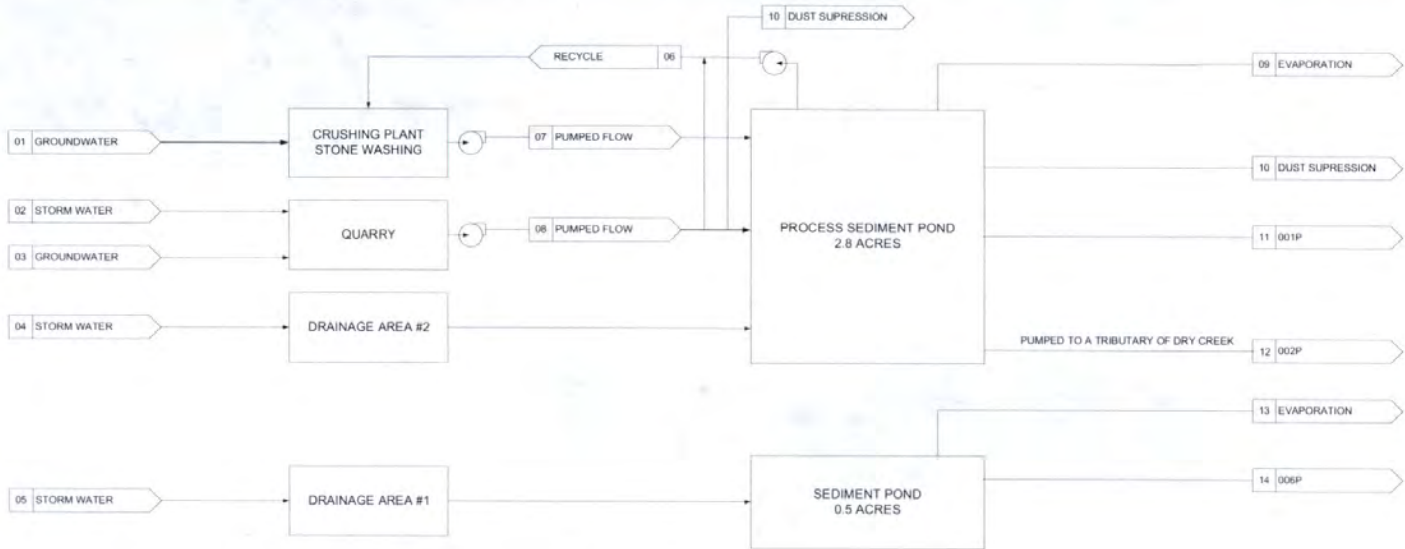 10 DUST SUPRESSION
RECYCLE 06
09 EVAPORATION
01 GROUNDWATER
CRUSHING PLANT
STONE WASHING
07 PUMPED FLOW
10 DUST SUPRESSION
02 STORM WATER
QUARRY
08 PUMPED FLOW
PROCESS SEDIMENT POND
2.8 ACRES
11 001P
03 GROUNDWATER
04 STORM WATER
DRAINAGE AREA #2
PUMPED TO A TRIBUTARY OF DRY CREEK
12 002P
13 EVAPORATION
05 STORM WATER
DRAINAGE AREA #1
SEDIMENT POND
0.5 ACRES
14 006P